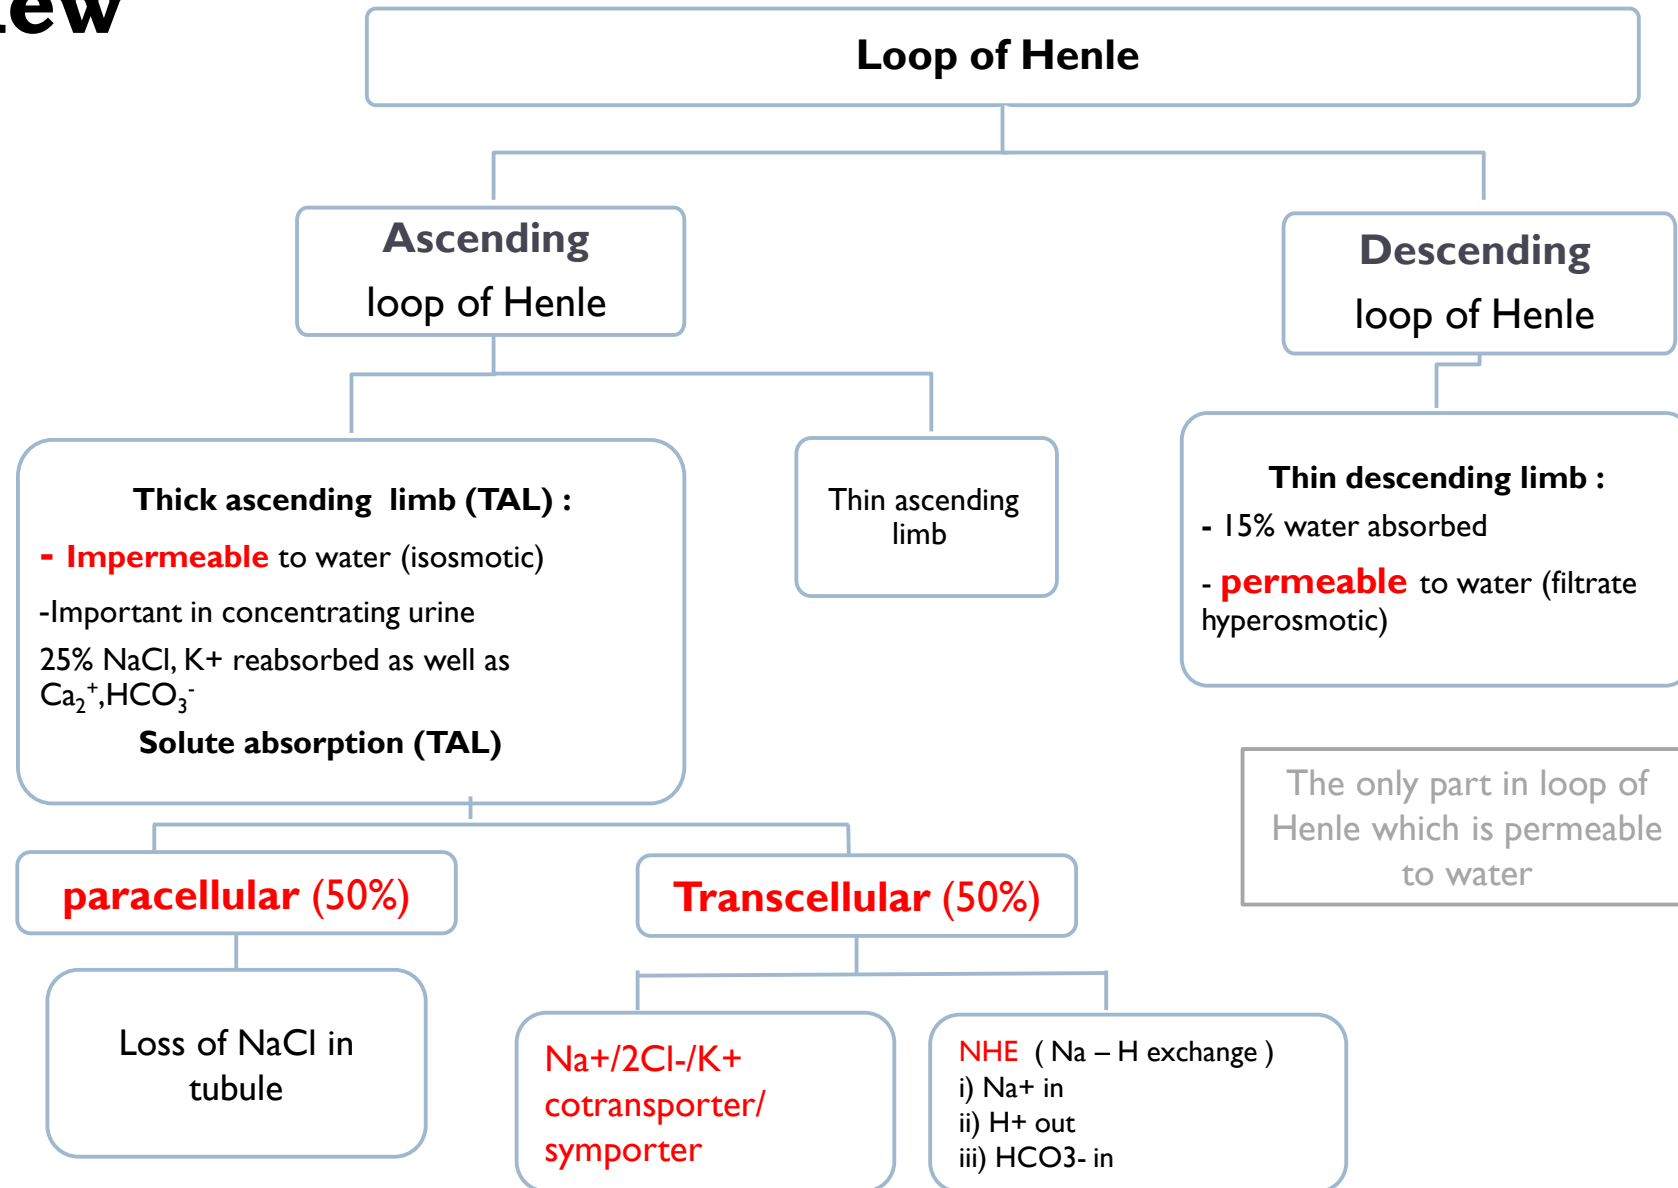 Loop of Henle
Ascending
loop of Henle
Descending
loop of Henle
Thick ascending limb (TAL) :
- Impermeable to water (isosmotic)
-Important in concentrating urine
25% NaCl, K+ reabsorbed as well as
Ca₂⁺,HCO₃⁻
Solute absorption (TAL)
Thin ascending
limb
Thin descending limb :
- 15% water absorbed
- permeable to water (filtrate
hyperosmotic)
The only part in loop of
Henle which is permeable
to water
paracellular (50%)
Transcellular (50%)
Loss of NaCl in
tubule
Na+/2Cl-/K+
cotransporter/
symporter
NHE ( Na – H exchange )
i) Na+ in
ii) H+ out
iii) HCO3- in